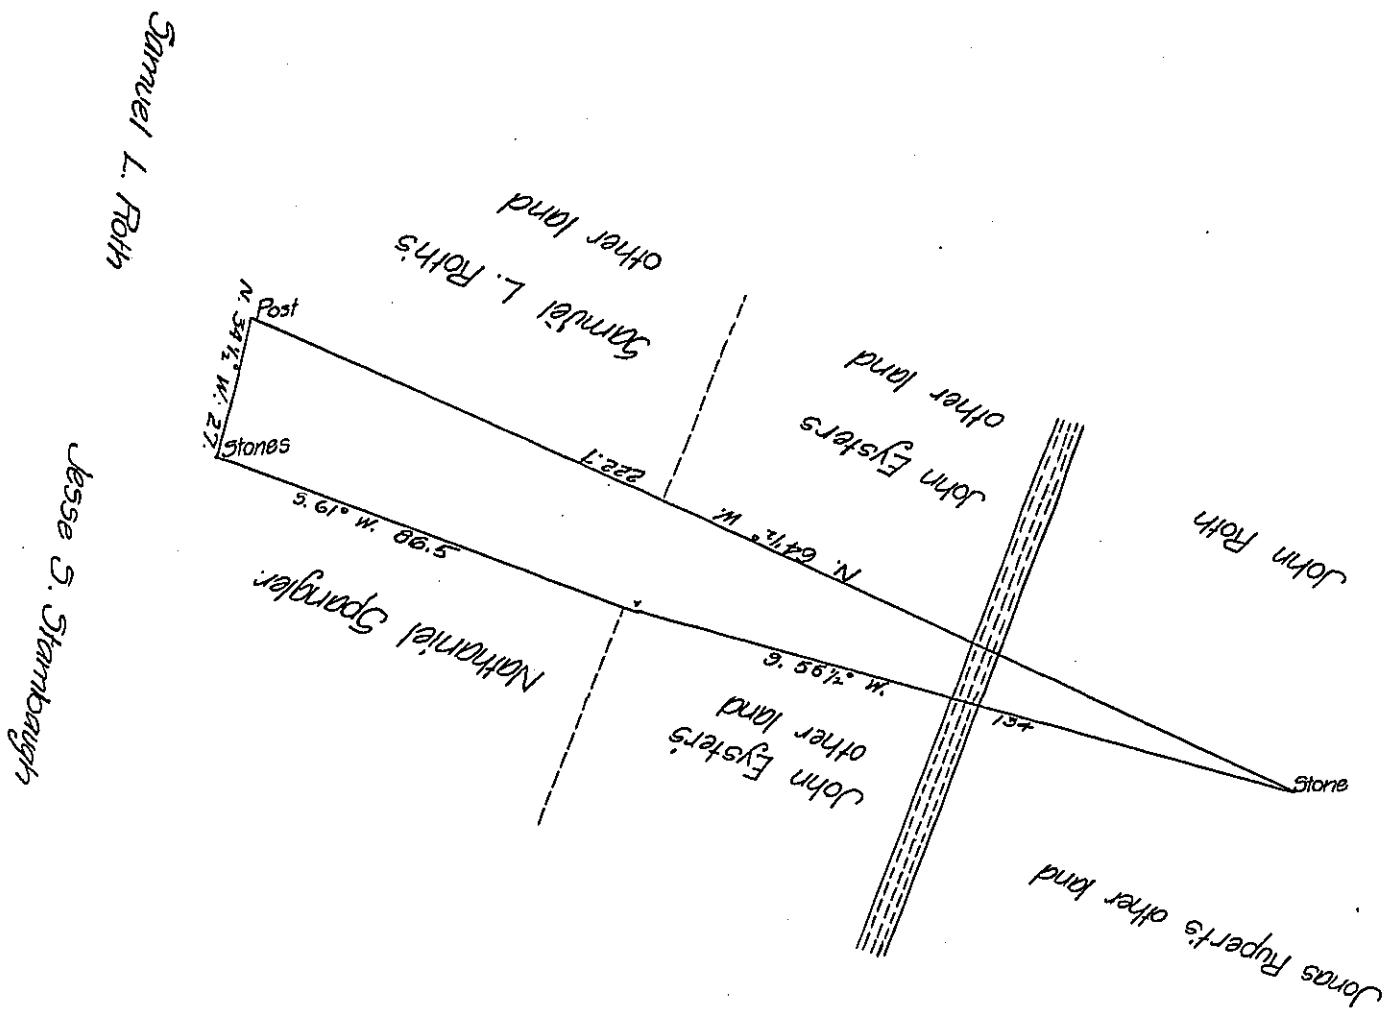 Samuel L. Roth
Samuel L. Roth's
other land
John Eysters
other land
John Roth
Post
N. 34½° W. 27.
Stones
222.7
N. 64½° W.
S. 61° W. 86.5
Nathaniel Spangler.
S. 56½° W.
134
John Eyster's
other land
Stone
Jonas Rupert's other land
Jesse S. Stambaugh